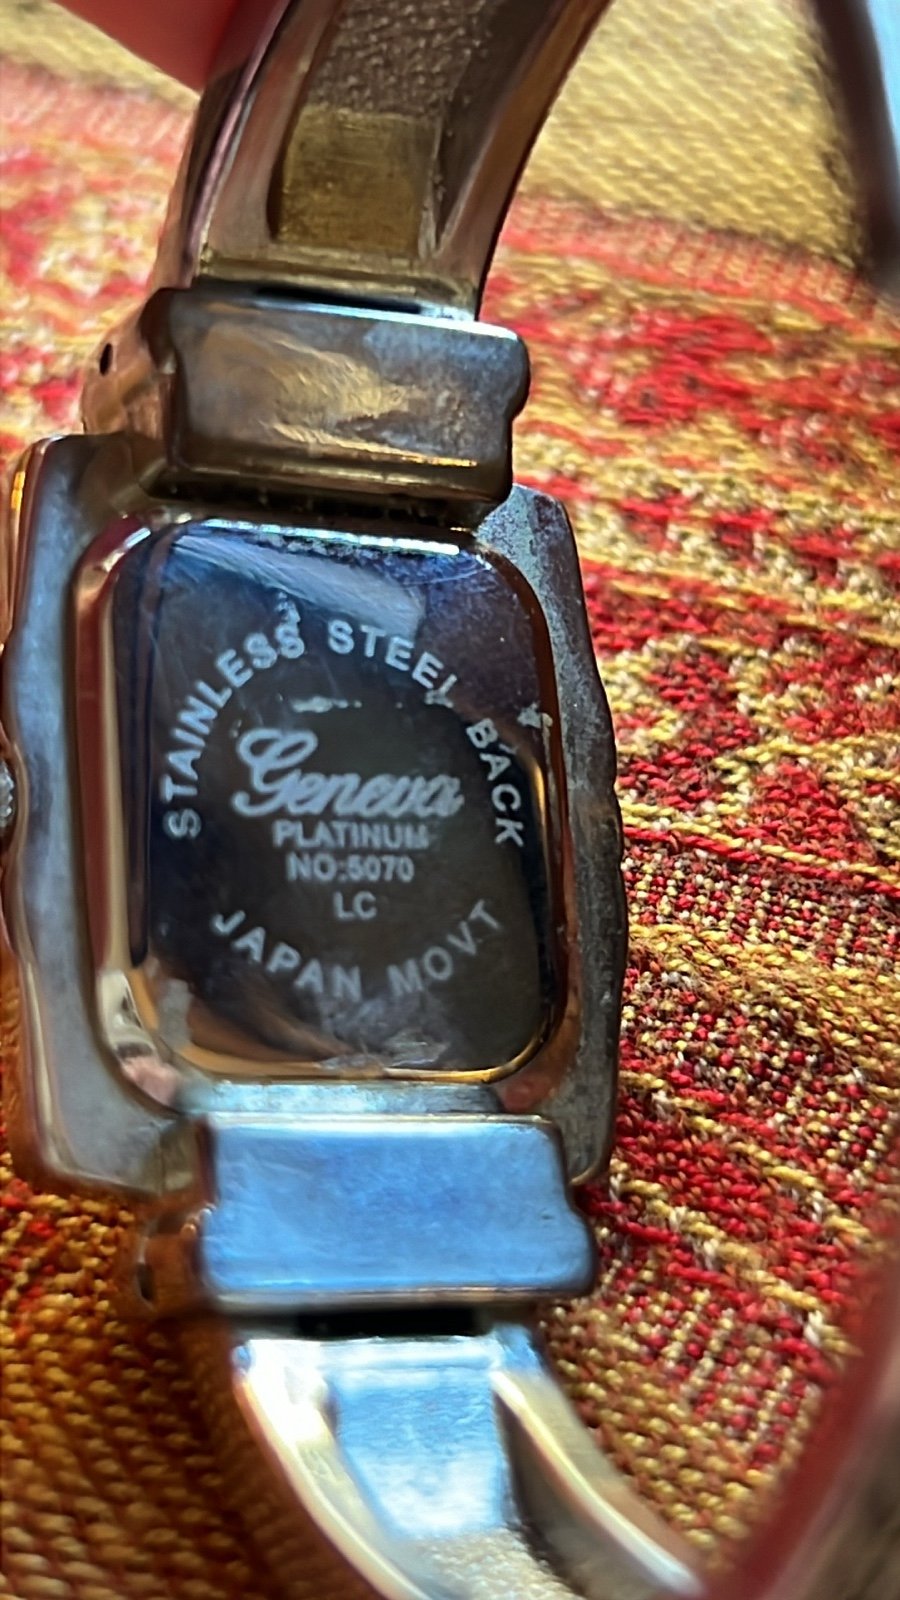 STAINLESS STEEL BACK
Geneva
PLATINUM
NO:5070
LC
JAPAN MOVT